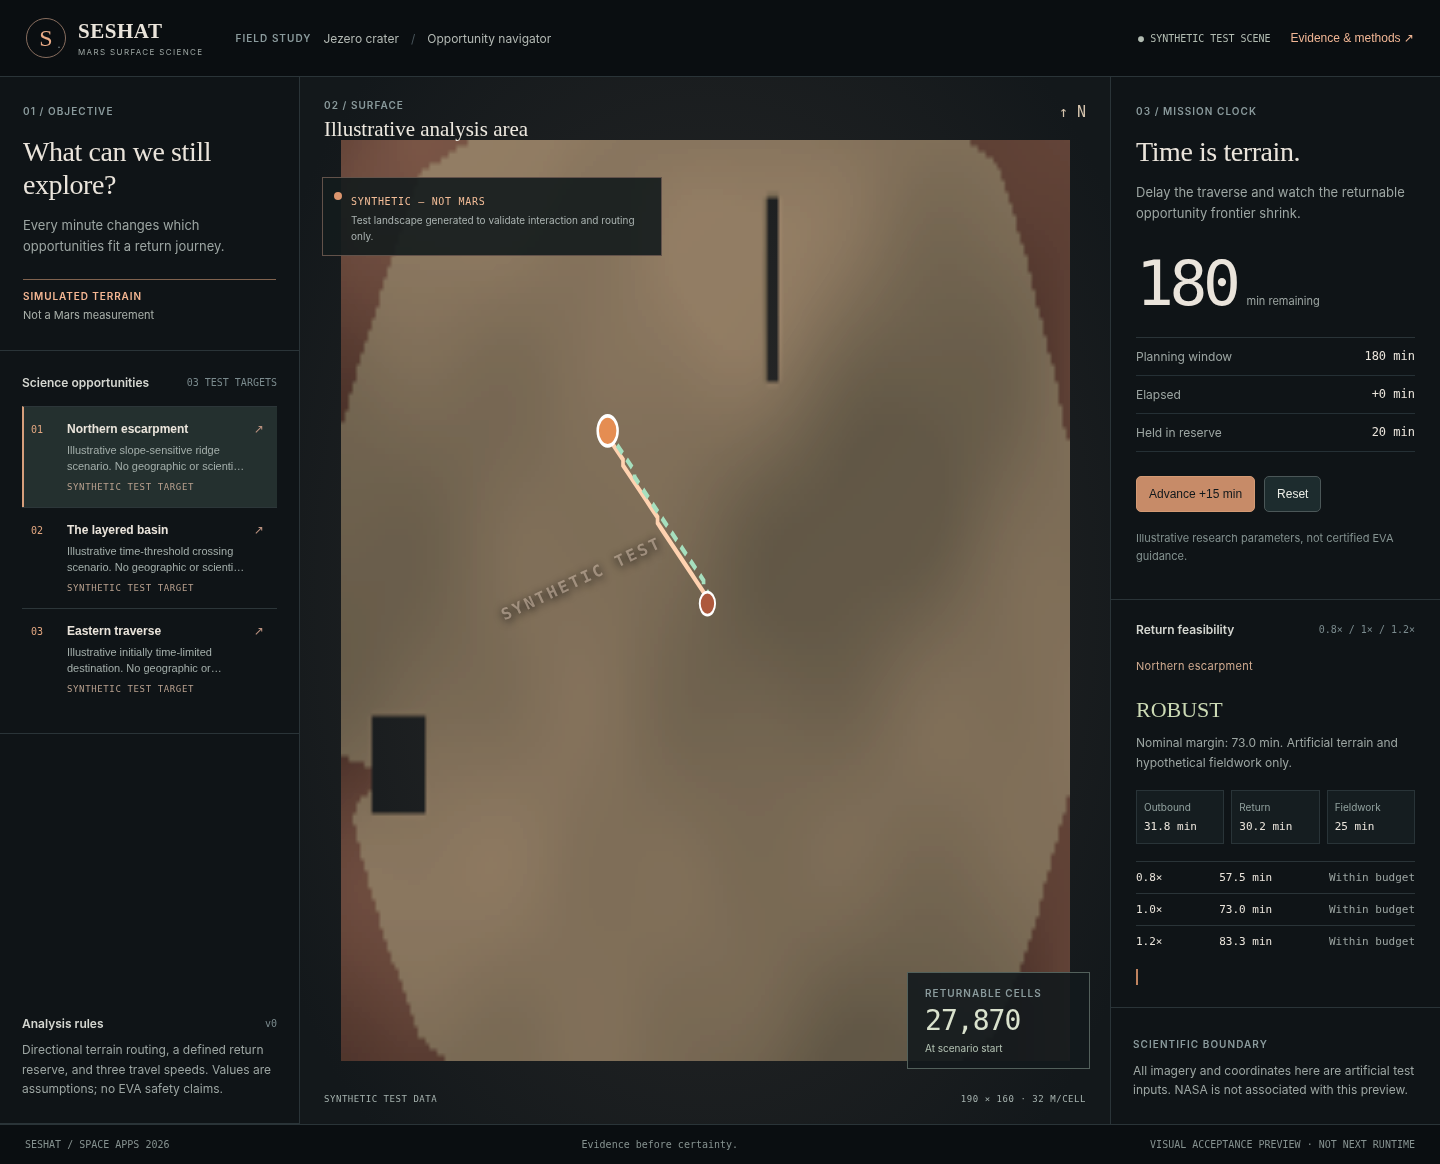 S
SESHAT
MARS SURFACE SCIENCE
FIELD STUDY Jezero crater / Opportunity navigator
● SYNTHETIC TEST SCENE Evidence & methods ↗
01 / OBJECTIVE
What can we still
explore?
Every minute changes which
opportunities fit a return journey.
SIMULATED TERRAIN
Not a Mars measurement
Science opportunities 03 TEST TARGETS
01 Northern escarpment ↗
Illustrative slope-sensitive ridge
scenario. No geographic or scienti…
SYNTHETIC TEST TARGET
02 The layered basin ↗
Illustrative time-threshold crossing
scenario. No geographic or scienti…
SYNTHETIC TEST TARGET
03 Eastern traverse ↗
Illustrative initially time-limited
destination. No geographic or…
SYNTHETIC TEST TARGET
Analysis rules v0
Directional terrain routing, a defined return
reserve, and three travel speeds. Values are
assumptions; no EVA safety claims.
02 / SURFACE
Illustrative analysis area
↑ N
SYNTHETIC — NOT MARS
Test landscape generated to validate interaction and routing
only.
SYNTHETIC TEST
RETURNABLE CELLS
27,870
At scenario start
SYNTHETIC TEST DATA 190 × 160 · 32 M/CELL
03 / MISSION CLOCK
Time is terrain.
Delay the traverse and watch the returnable
opportunity frontier shrink.
180 min remaining
Planning window 180 min
Elapsed +0 min
Held in reserve 20 min
Advance +15 min Reset
Illustrative research parameters, not certified EVA
guidance.
Return feasibility 0.8× / 1× / 1.2×
Northern escarpment
ROBUST
Nominal margin: 73.0 min. Artificial terrain and
hypothetical fieldwork only.
Outbound Return Fieldwork
31.8 min 30.2 min 25 min
0.8× 57.5 min Within budget
1.0× 73.0 min Within budget
1.2× 83.3 min Within budget
SCIENTIFIC BOUNDARY
All imagery and coordinates here are artificial test
inputs. NASA is not associated with this preview.
SESHAT / SPACE APPS 2026 Evidence before certainty. VISUAL ACCEPTANCE PREVIEW · NOT NEXT RUNTIME